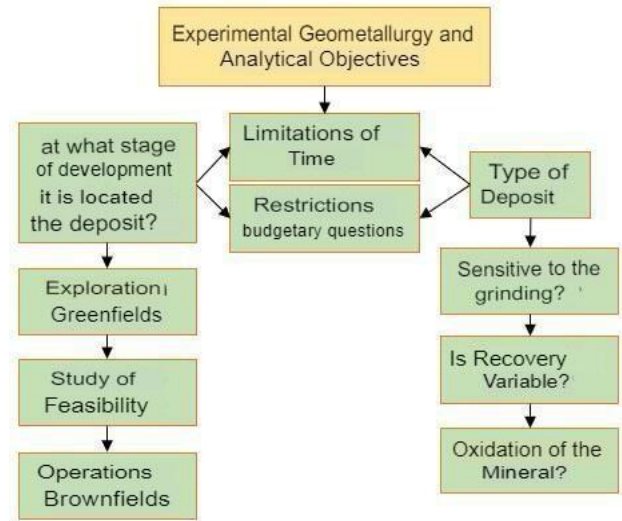 Experimental Geometallurgy and
Analytical Objectives
at what stage
of development
it is located
the deposit?
Limitations of
Time
Restrictions
budgetary questions
Type of
Deposit
Exploration
Greenfields
Sensitive to the
grinding?
Study of
Feasibility
Is Recovery
Variable?
Operations
Brownfields
Oxidation of the
Mineral?